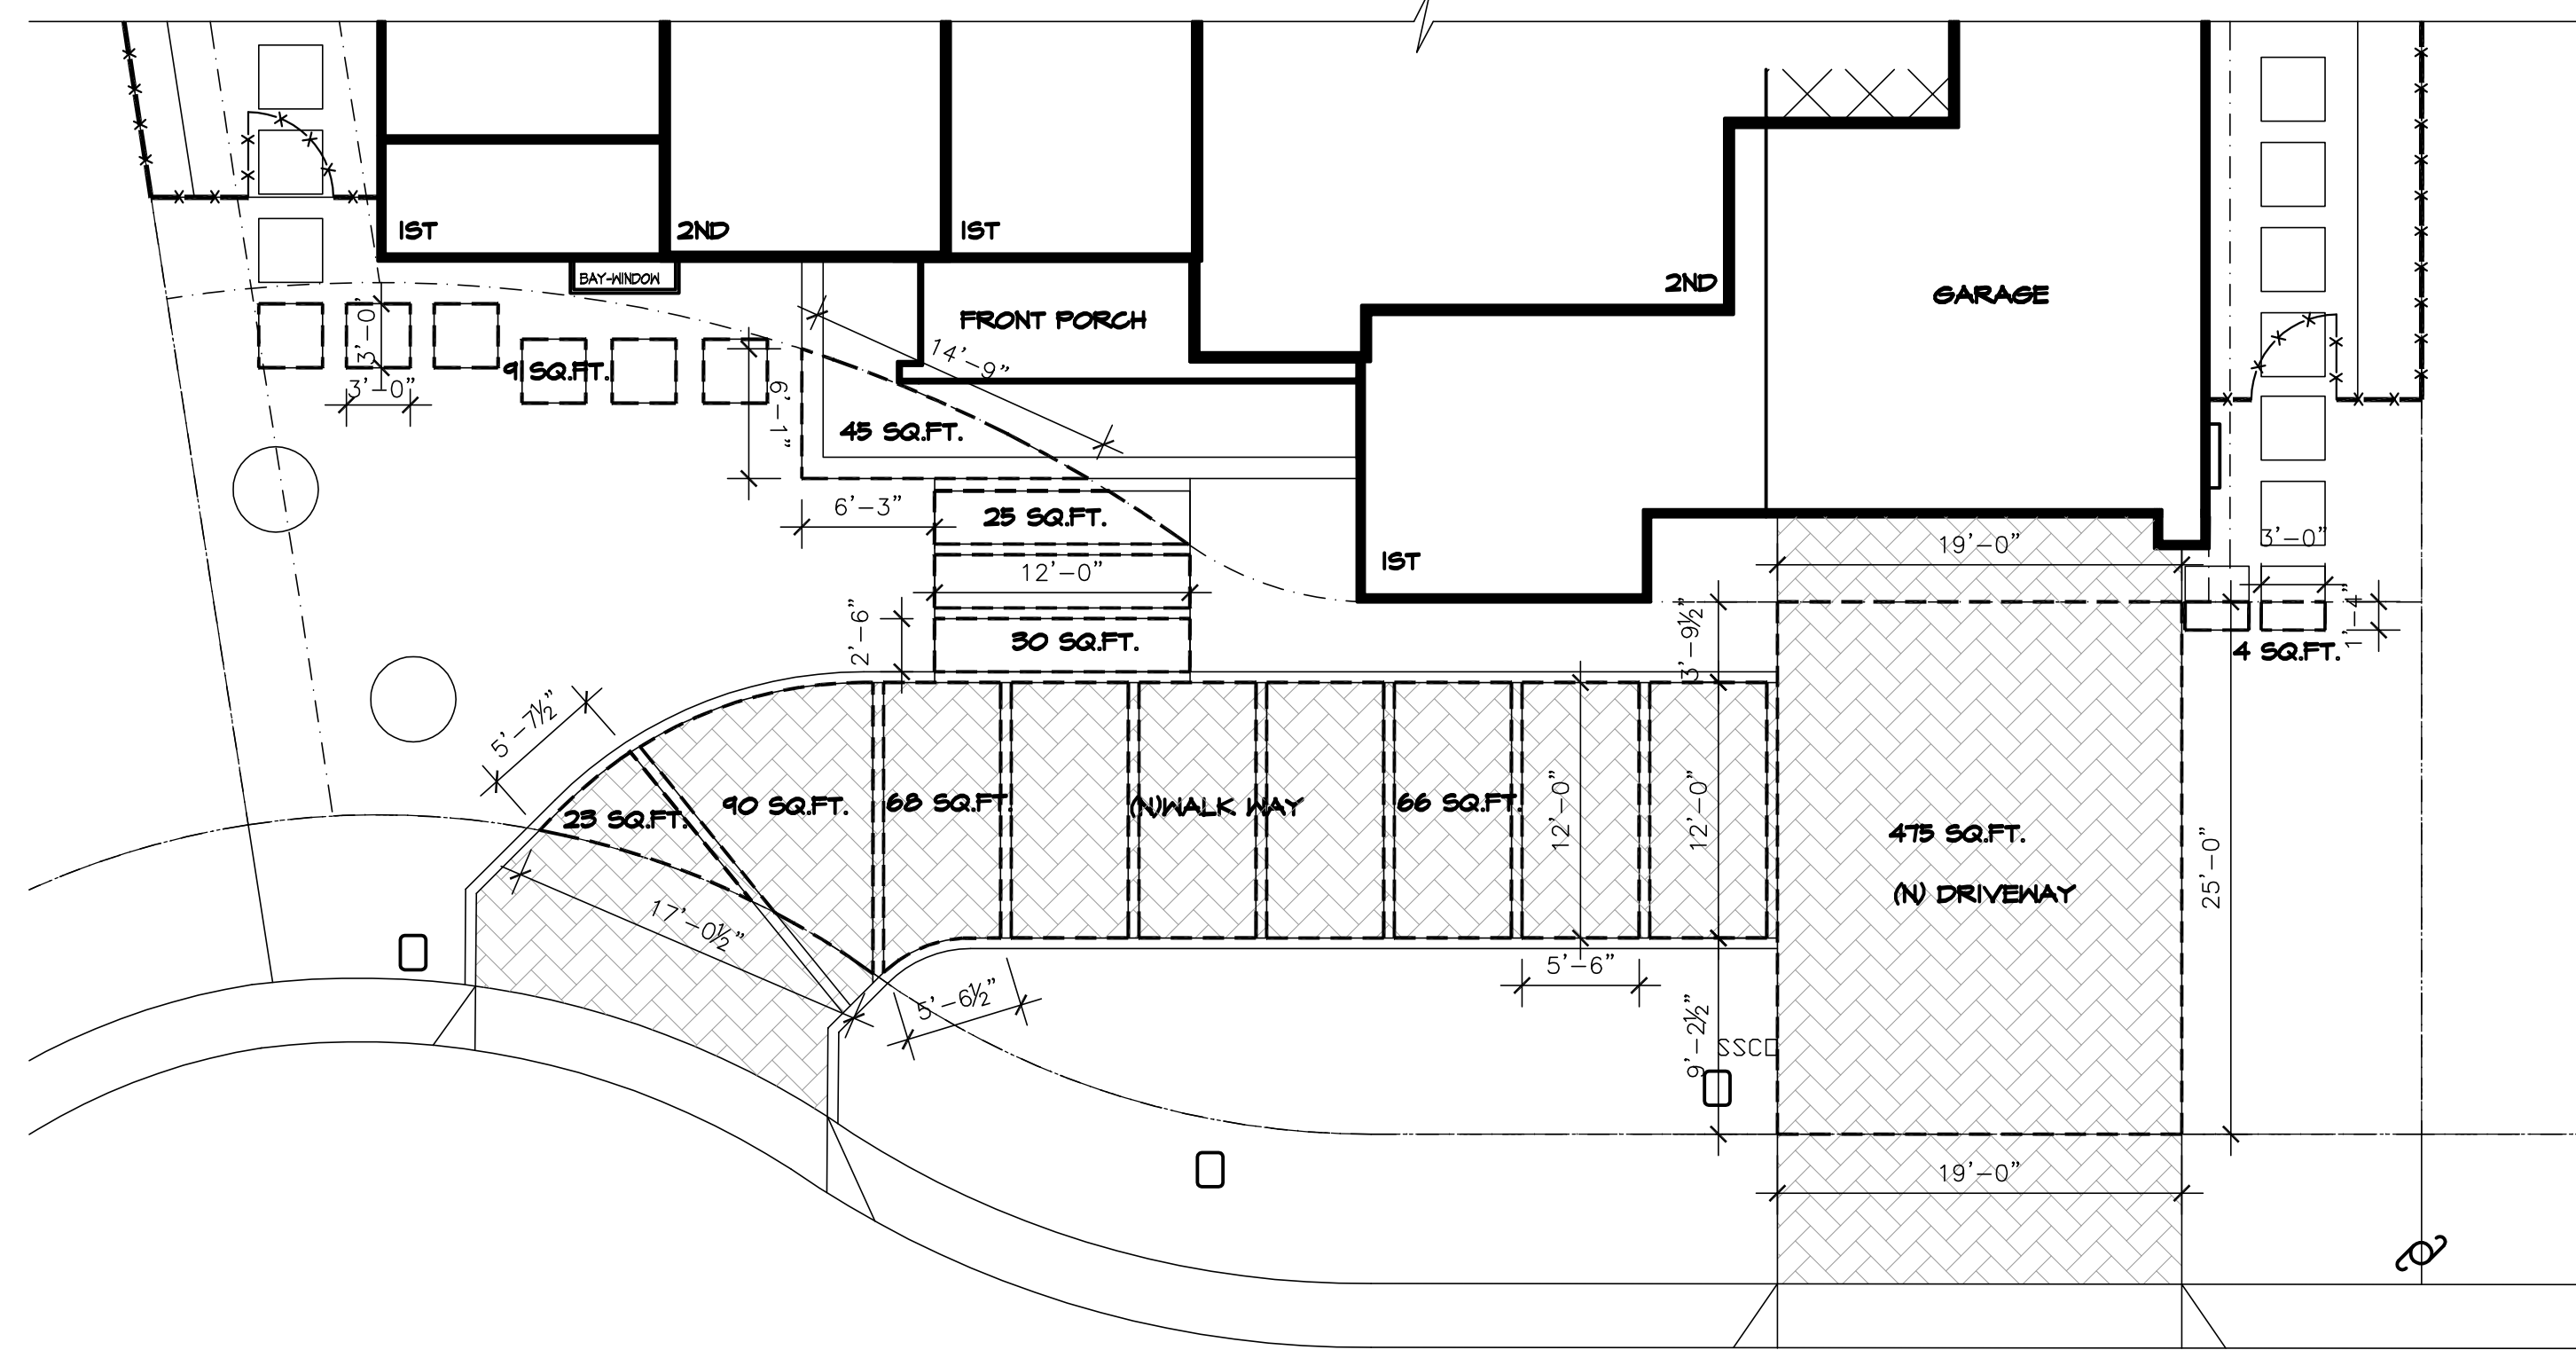 1ST
2ND
1ST
BAY-WINDOW
2ND
GARAGE
FRONT PORCH
3'-0"
3'-0"
9 SQ.FT.
6'-1"
14'-9"
45 SQ.FT.
6'-3"
25 SQ.FT.
12'-0"
1ST
19'-0"
3'-0"
1'-4"
4 SQ.FT.
2'-6"
30 SQ.FT.
3'-9½"
5'-7½"
23 SQ.FT.
90 SQ.FT.
68 SQ.FT.
(N)WALK WAY
66 SQ.FT.
12'-0"
12'-0"
475 SQ.FT.
(N) DRIVEWAY
25'-0"
17'-0½"
5'-6½"
5'-6"
9'-2½"
SSCO
19'-0"